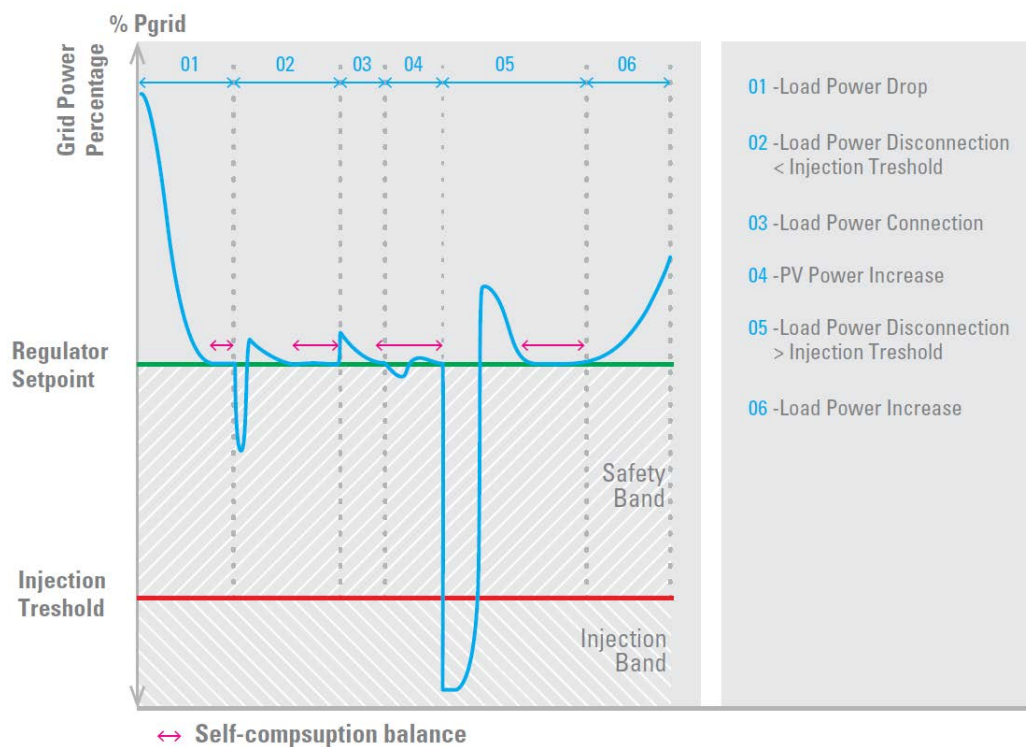 % Pgrid
Grid Power
Percentage
01
02
03
04
05
06
Regulator
Setpoint
Injection
Treshold
Safety
Band
Injection
Band
Self-compsuption balance
01 -Load Power Drop
02 -Load Power Disconnection
< Injection Treshold
03 -Load Power Connection
04 -PV Power Increase
05 -Load Power Disconnection
> Injection Treshold
06 -Load Power Increase